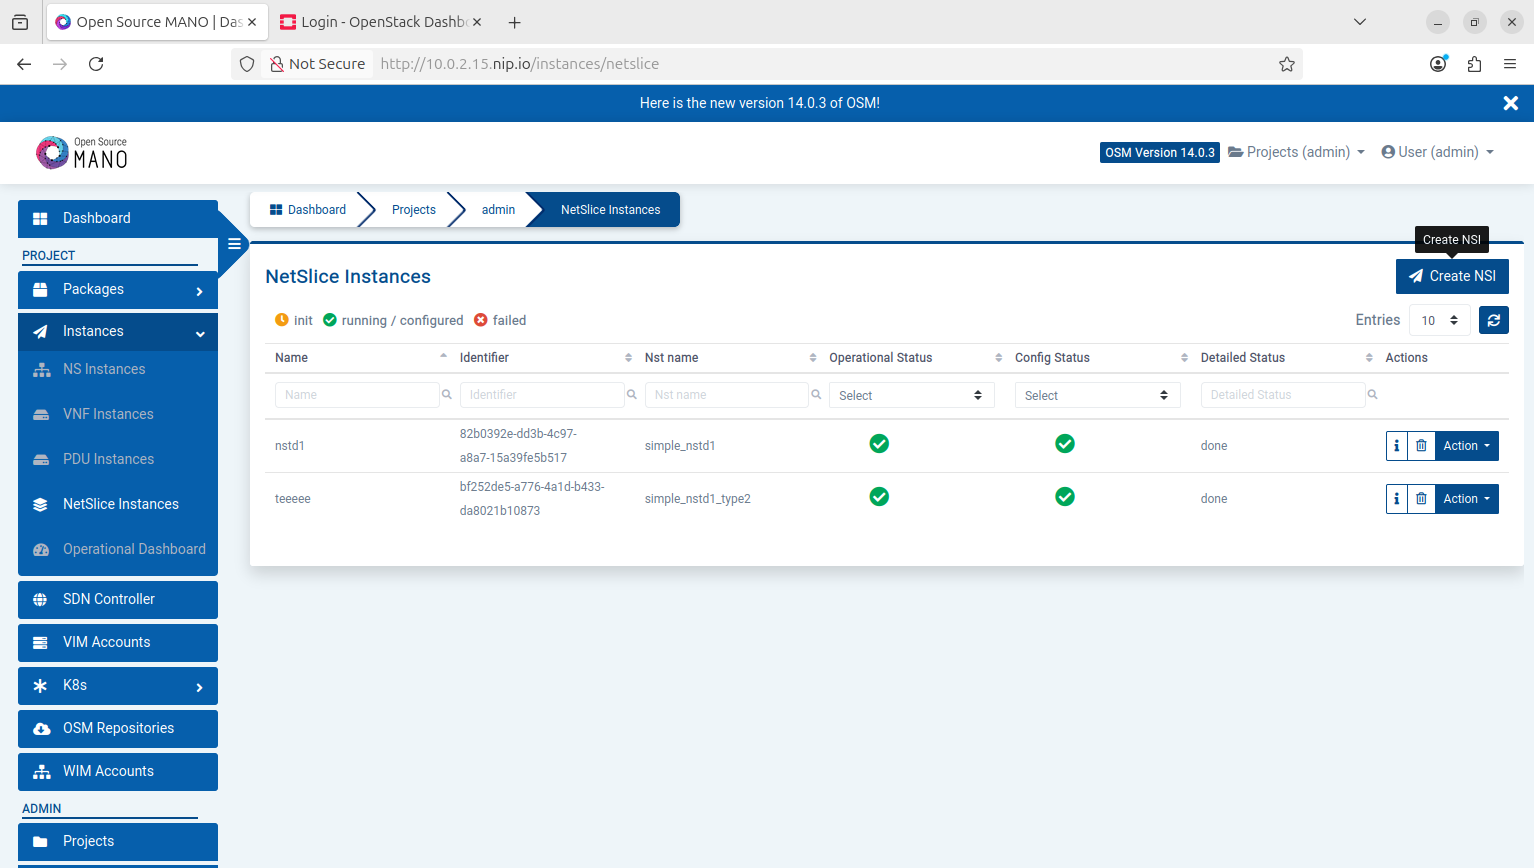 Open Source MANO | Das
Login - OpenStack Dashbo
Not Secure
http://10.0.2.15.nip.io/instances/netslice
Here is the new version 14.0.3 of OSM!
Open Source
MANO
OSM Version 14.0.3
Projects (admin)
User (admin)
Dashboard
PROJECT
Packages
Instances
NS Instances
VNF Instances
PDU Instances
NetSlice Instances
Operational Dashboard
SDN Controller
VIM Accounts
K8s
OSM Repositories
WIM Accounts
ADMIN
Projects
Dashboard
Projects
admin
NetSlice Instances
Create NSI
NetSlice Instances
Create NSI
init
running / configured
failed
Entries
10
Name
Identifier
Nst name
Operational Status
Config Status
Detailed Status
Actions
Name
Identifier
Nst name
Select
Select
Detailed Status
nstd1
82b0392e-dd3b-4c97-
a8a7-15a39fe5b517
simple_nstd1
done
Action
teeeee
bf252de5-a776-4a1d-b433-
da8021b10873
simple_nstd1_type2
done
Action